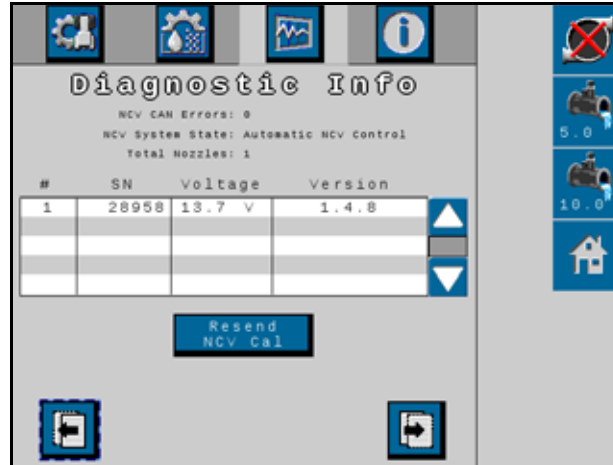 Diagnostic Info
NCV CAN Errors: 0
NCV System State: Automatic NCV Control
Total Nozzles: 1
# SN Voltage Version
1 28958 13.7 V 1.4.8
Resend
NCV Cal
5.0
10.0